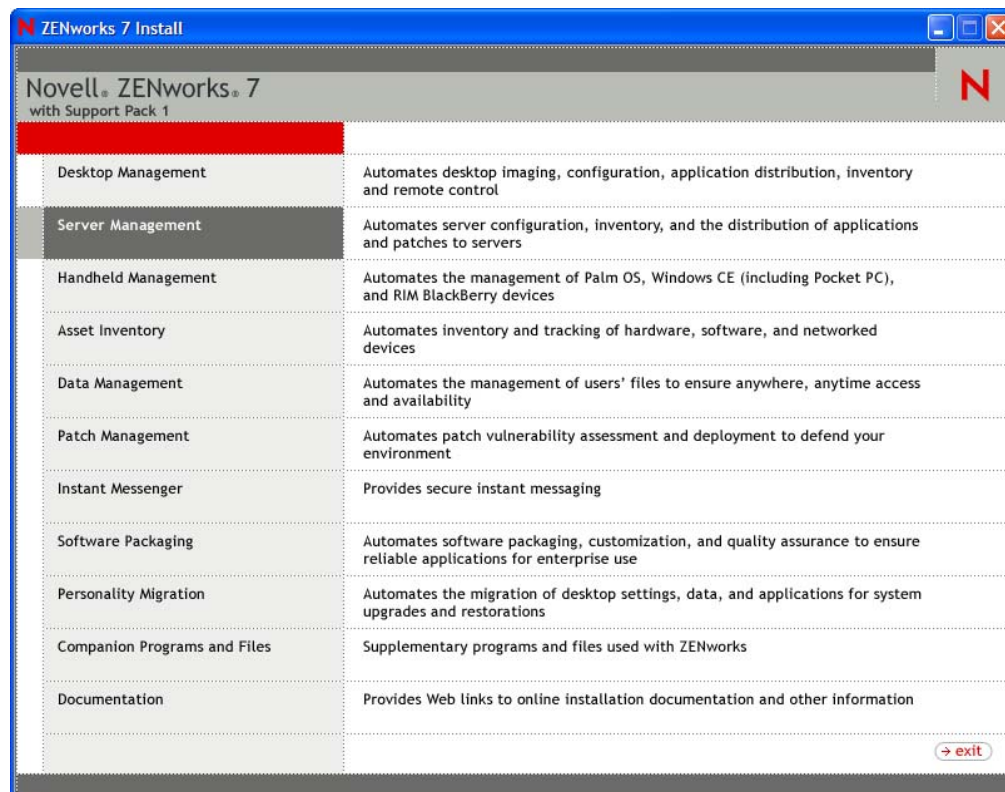 N ZENworks 7 Install
Novell® ZENworks® 7
with Support Pack 1
N
Desktop Management
Automates desktop imaging, configuration, application distribution, inventory
and remote control
Server Management
Automates server configuration, inventory, and the distribution of applications
and patches to servers
Handheld Management
Automates the management of Palm OS, Windows CE (including Pocket PC),
and RIM BlackBerry devices
Asset Inventory
Automates inventory and tracking of hardware, software, and networked
devices
Data Management
Automates the management of users’ files to ensure anywhere, anytime access
and availability
Patch Management
Automates patch vulnerability assessment and deployment to defend your
environment
Instant Messenger
Provides secure instant messaging
Software Packaging
Automates software packaging, customization, and quality assurance to ensure
reliable applications for enterprise use
Personality Migration
Automates the migration of desktop settings, data, and applications for system
upgrades and restorations
Companion Programs and Files
Supplementary programs and files used with ZENworks
Documentation
Provides Web links to online installation documentation and other information
→ exit